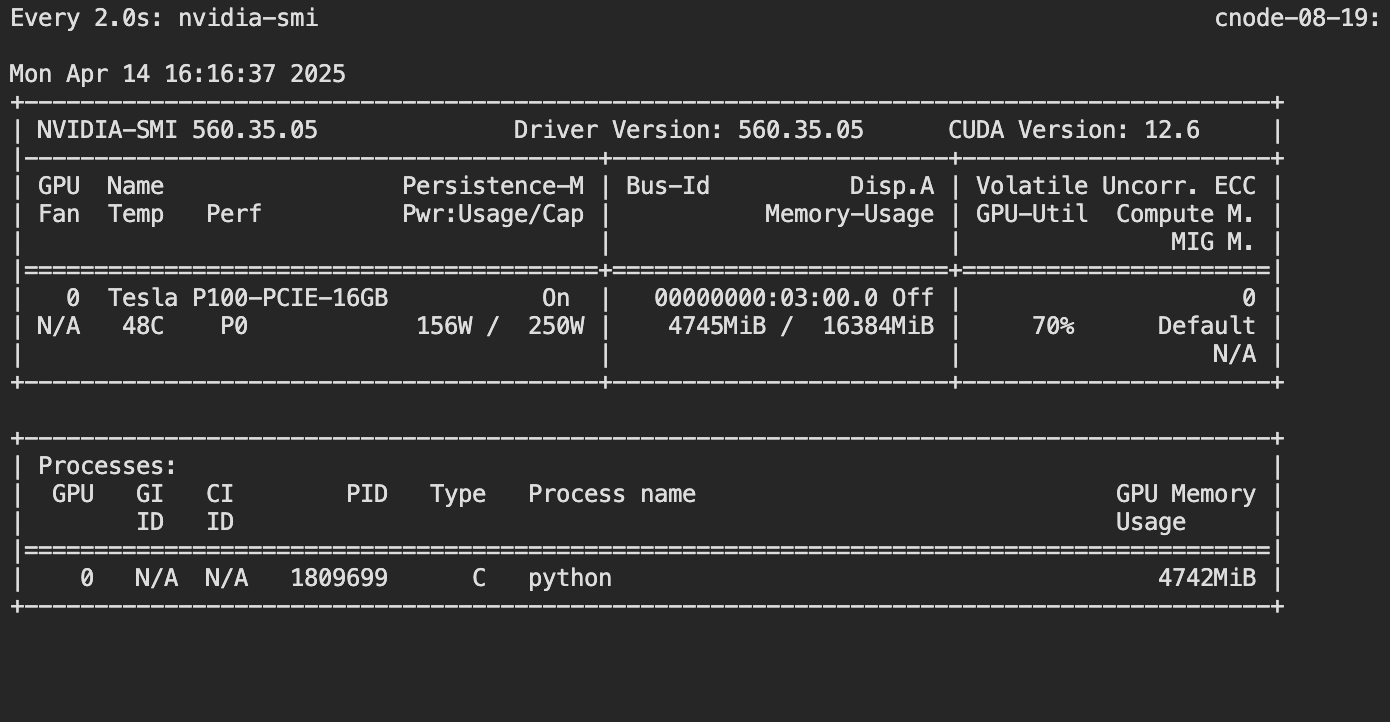 Every 2.0s: nvidia-smi cnode-08-19:
Mon Apr 14 16:16:37 2025
+-----------------------------------------------------------------------------------------+
| NVIDIA-SMI 560.35.05              Driver Version: 560.35.05      CUDA Version: 12.6     |
|-----------------------------------------+------------------------+----------------------+
| GPU  Name                 Persistence-M | Bus-Id          Disp.A | Volatile Uncorr. ECC |
| Fan  Temp   Perf          Pwr:Usage/Cap |           Memory-Usage | GPU-Util  Compute M. |
|                                         |                        |               MIG M. |
|=========================================+========================+======================|
|   0  Tesla P100-PCIE-16GB           On  |   00000000:03:00.0 Off |                    0 |
| N/A   48C    P0             156W /  250W |    4745MiB /  16384MiB |     70%      Default |
|                                         |                        |                  N/A |
+-----------------------------------------+------------------------+----------------------+
+-----------------------------------------------------------------------------------------+
| Processes:                                                                              |
|  GPU   GI   CI        PID   Type   Process name                              GPU Memory |
|        ID   ID                                                               Usage      |
|=========================================================================================|
|    0   N/A  N/A   1809699      C   python                                       4742MiB |
+-----------------------------------------------------------------------------------------+